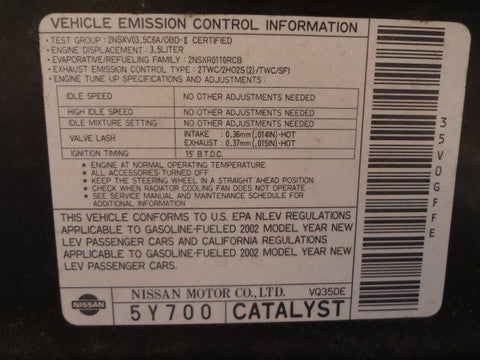 VEHICLE EMISSION CONTROL INFORMATION
• TEST GROUP : 2NSXV03.5C8A/OBD-II CERTIFIED
• ENGINE DISPLACEMENT : 3.5LITER
• EVAPORATIVE/REFUELING FAMILY : 2NSXR0110RCB
• EXHAUST EMISSION CONTROL TYPE : 2TWC/2HO2S(2)/TWC/SFI
• ENGINE TUNE UP SPECIFICATIONS AND ADJUSTMENTS:
IDLE SPEED NO OTHER ADJUSTMENTS NEEDED
HIGH IDLE SPEED NO OTHER ADJUSTMENTS NEEDED
IDLE MIXTURE SETTING NO OTHER ADJUSTMENTS NEEDED
VALVE LASH INTAKE : 0.36mm(.014IN)-HOT
EXHAUST : 0.37mm(.015IN)-HOT
IGNITION TIMING 15° B.T.D.C.
★ ENGINE AT NORMAL OPERATING TEMPERATURE
★ ALL ACCESSORIES TURNED OFF
★ KEEP THE STEERING WHEEL IN A STRAIGHT AHEAD POSITION
★ CHECK WHEN RADIATOR COOLING FAN DOES NOT OPERATE
★ SEE SERVICE MANUAL AND MAINTENANCE SCHEDULE FOR
ADDITIONAL INFORMATION
THIS VEHICLE CONFORMS TO U.S. EPA NLEV REGULATIONS
APPLICABLE TO GASOLINE-FUELED 2002 MODEL YEAR NEW
LEV PASSENGER CARS AND CALIFORNIA REGULATIONS
APPLICABLE TO GASOLINE-FUELED 2002 MODEL YEAR NEW
LEV PASSENGER CARS.
NISSAN
NISSAN MOTOR CO., LTD. VQ35DE
5Y700 CATALYST
35V0GFFE